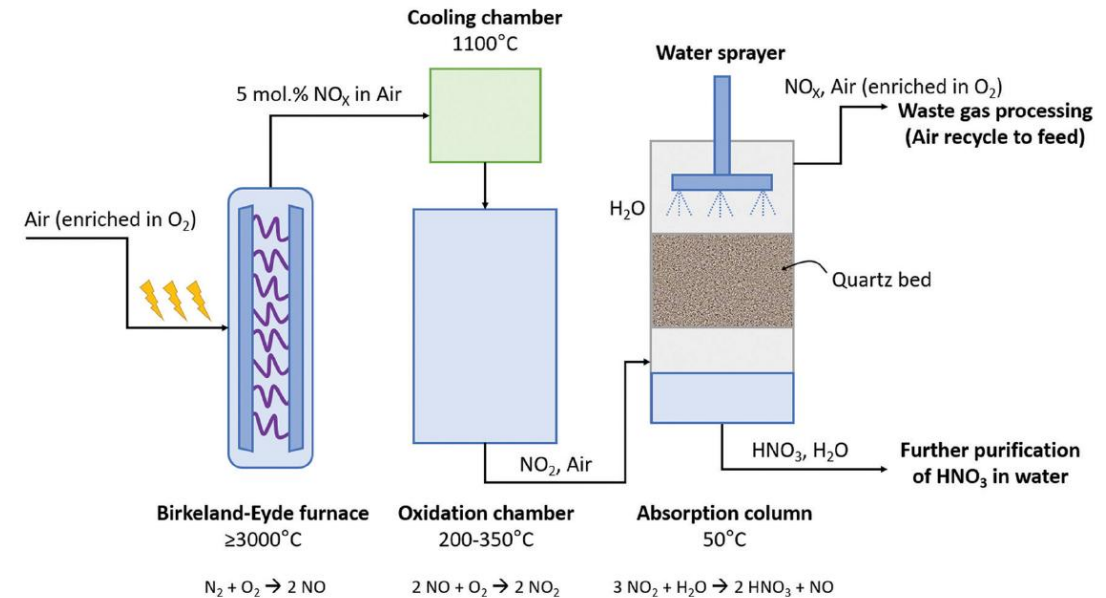 Cooling chamber
1100°C
Water sprayer
5 mol.% NOₓ in Air
NOₓ, Air (enriched in O₂)
Waste gas processing
(Air recycle to feed)
Air (enriched in O₂)
H₂O
Quartz bed
NO₂, Air
HNO₃, H₂O
Further purification
of HNO₃ in water
Birkeland-Eyde furnace
≥3000°C
Oxidation chamber
200-350°C
Absorption column
50°C
N₂ + O₂ → 2 NO
2 NO + O₂ → 2 NO₂
3 NO₂ + H₂O → 2 HNO₃ + NO